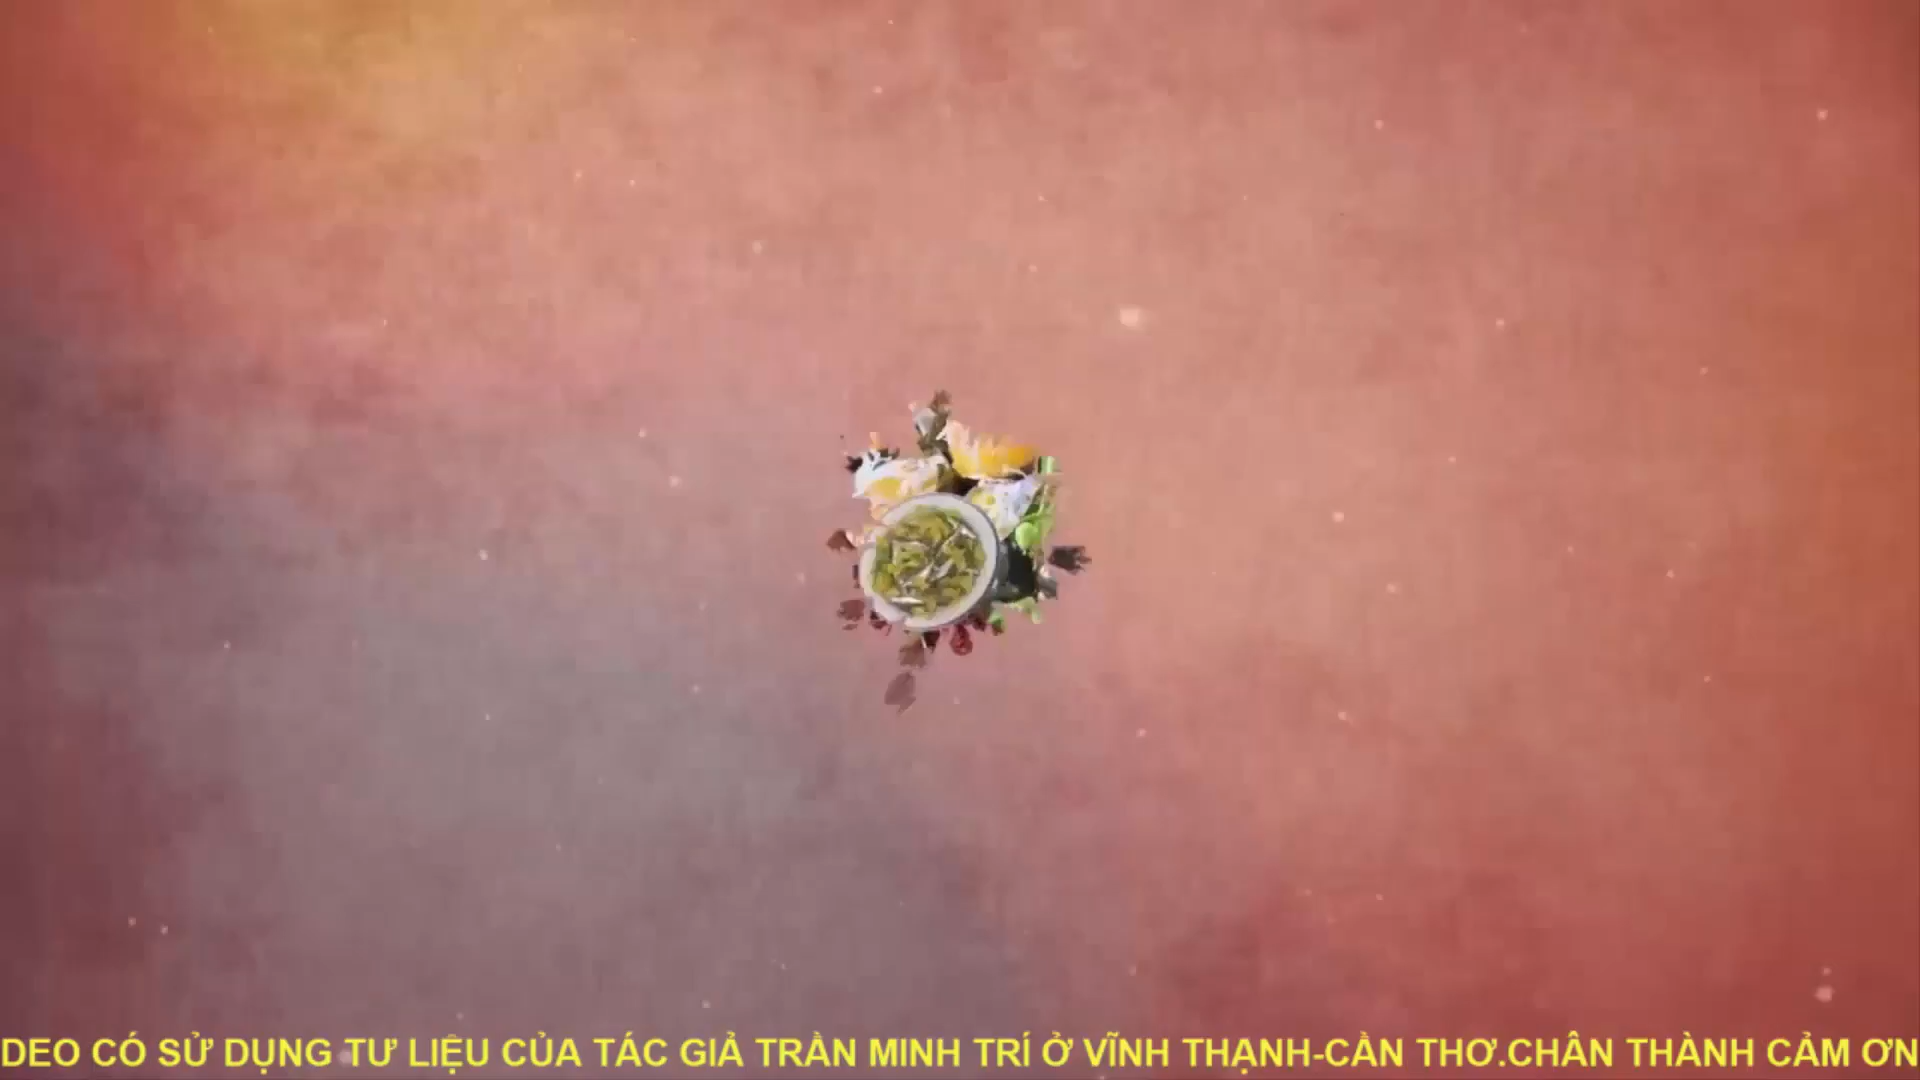 DEO CÓ SỬ DỤNG TƯ LIỆU CỦA TÁC GIẢ TRẦN MINH TRÍ Ở VĨNH THẠNH-CẦN THƠ.CHÂN THÀNH CẢM ƠN